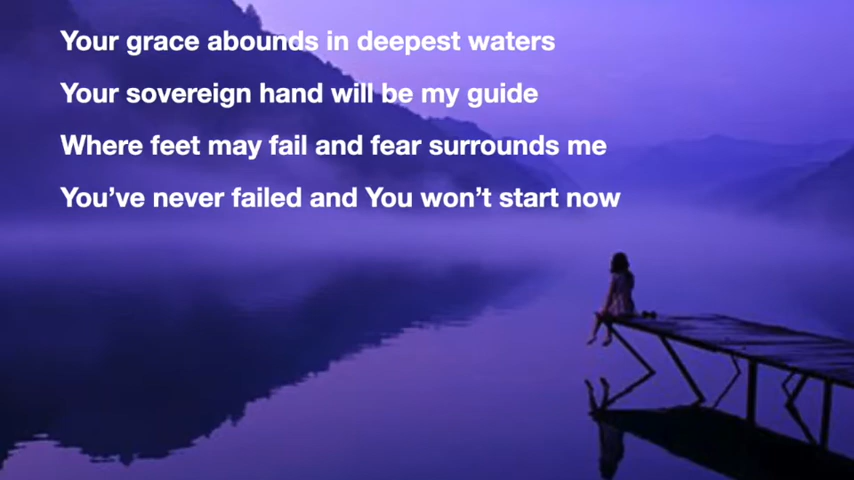 Your grace abounds in deepest waters
Your sovereign hand will be my guide
Where feet may fail and fear surrounds me
You’ve never failed and You won’t start now